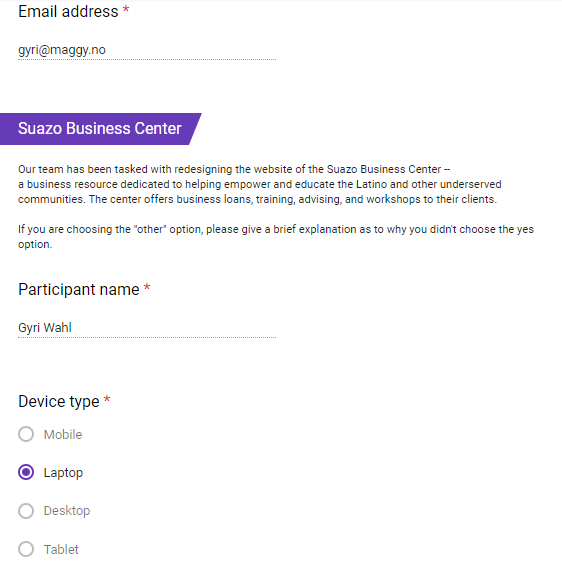 Email address *
gyri@maggy.no
Suazo Business Center
Our team has been tasked with redesigning the website of the Suazo Business Center –
a business resource dedicated to helping empower and educate the Latino and other underserved
communities. The center offers business loans, training, advising, and workshops to their clients.
If you are choosing the "other" option, please give a brief explanation as to why you didn't choose the yes
option.
Participant name *
Gyri Wahl
Device type *
Mobile
Laptop
Desktop
Tablet